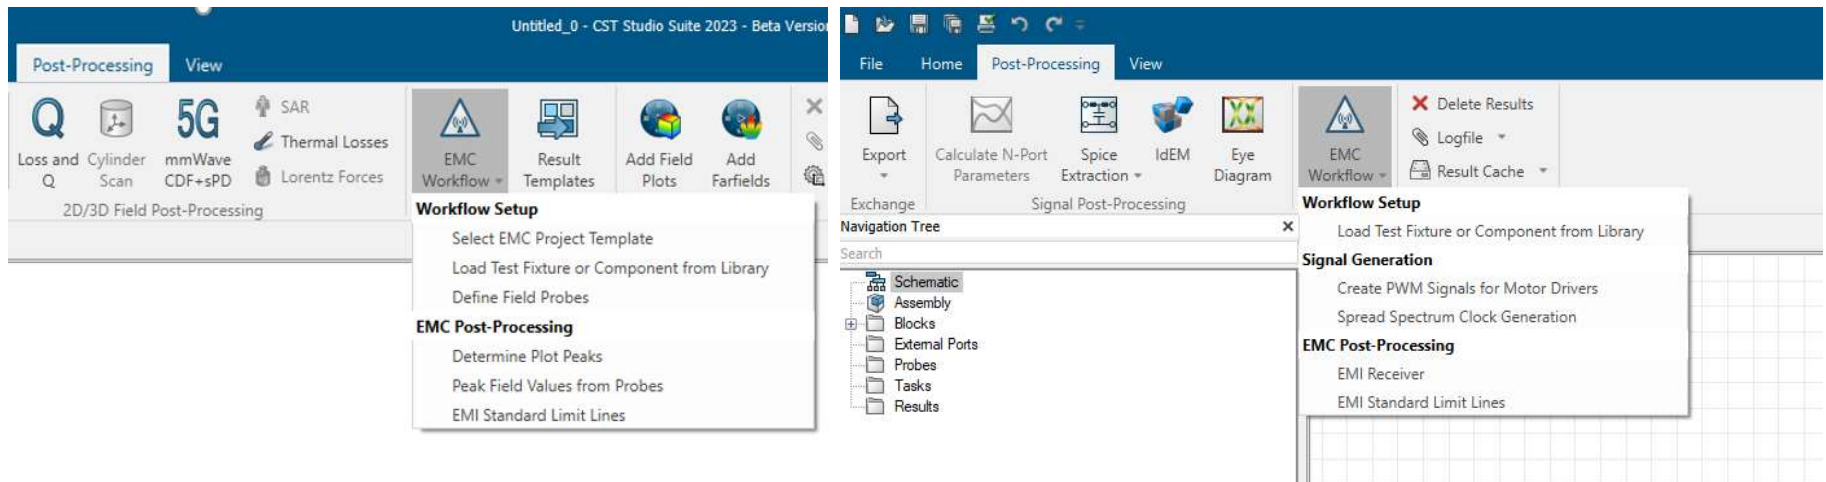 Untitled_0 - CST Studio Suite 2023 - Beta Version
Post-Processing View
Loss and Q
Cylinder Scan
5G
mmWave CDF+sPD
SAR
Thermal Losses
Lorentz Forces
EMC Workflow
Result Templates
Add Field Plots
Add Farfields
2D/3D Field Post-Processing
Workflow Setup
Select EMC Project Template
Load Test Fixture or Component from Library
Define Field Probes
EMC Post-Processing
Determine Plot Peaks
Peak Field Values from Probes
EMI Standard Limit Lines
File Home Post-Processing View
Export
Calculate N-Port Parameters
Spice Extraction
IdEM
Eye Diagram
EMC Workflow
Delete Results
Logfile
Result Cache
Exchange
Signal Post-Processing
Navigation Tree
Search
Schematic
Assembly
Blocks
External Ports
Probes
Tasks
Results
Workflow Setup
Load Test Fixture or Component from Library
Signal Generation
Create PWM Signals for Motor Drivers
Spread Spectrum Clock Generation
EMC Post-Processing
EMI Receiver
EMI Standard Limit Lines